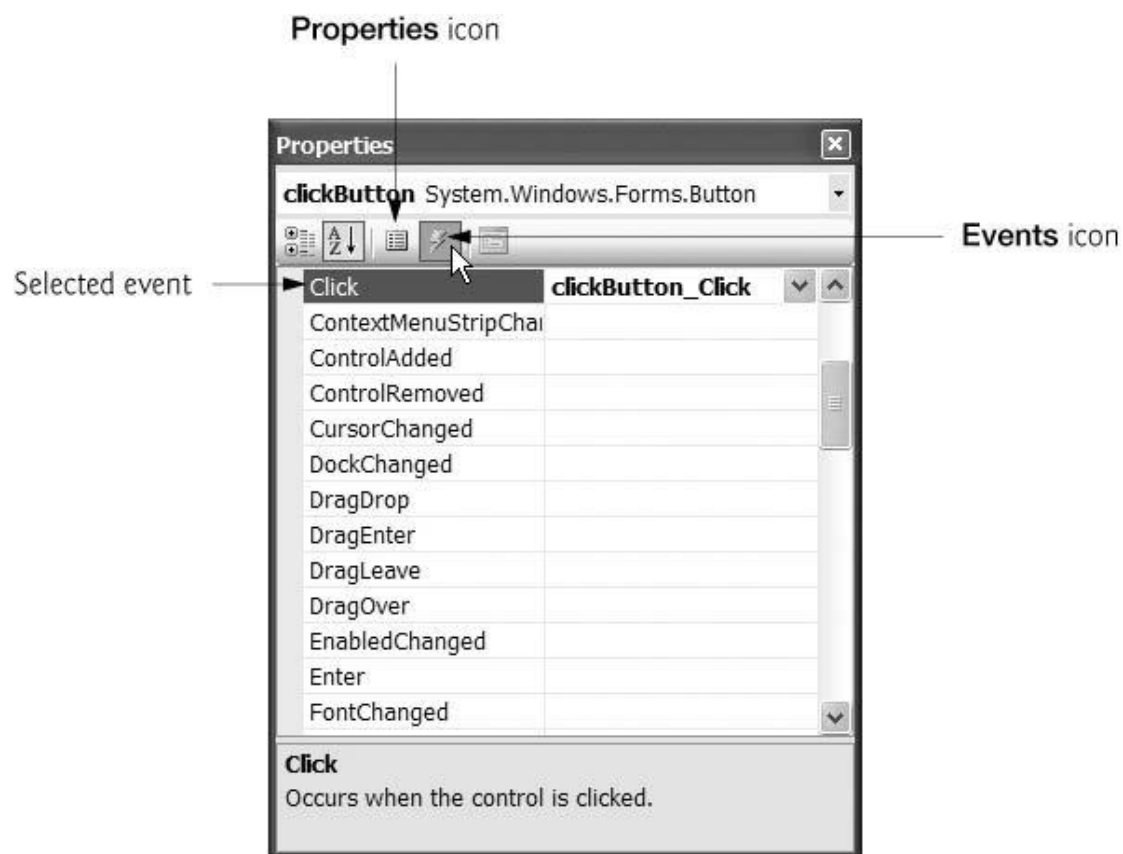 Properties icon
Properties
clickButton System.Windows.Forms.Button
A
Z
Events icon
Selected event
Click clickButton_Click
ContextMenuStripCha
ControlAdded
ControlRemoved
CursorChanged
DockChanged
DragDrop
DragEnter
DragLeave
DragOver
EnabledChanged
Enter
FontChanged
Click
Occurs when the control is clicked.